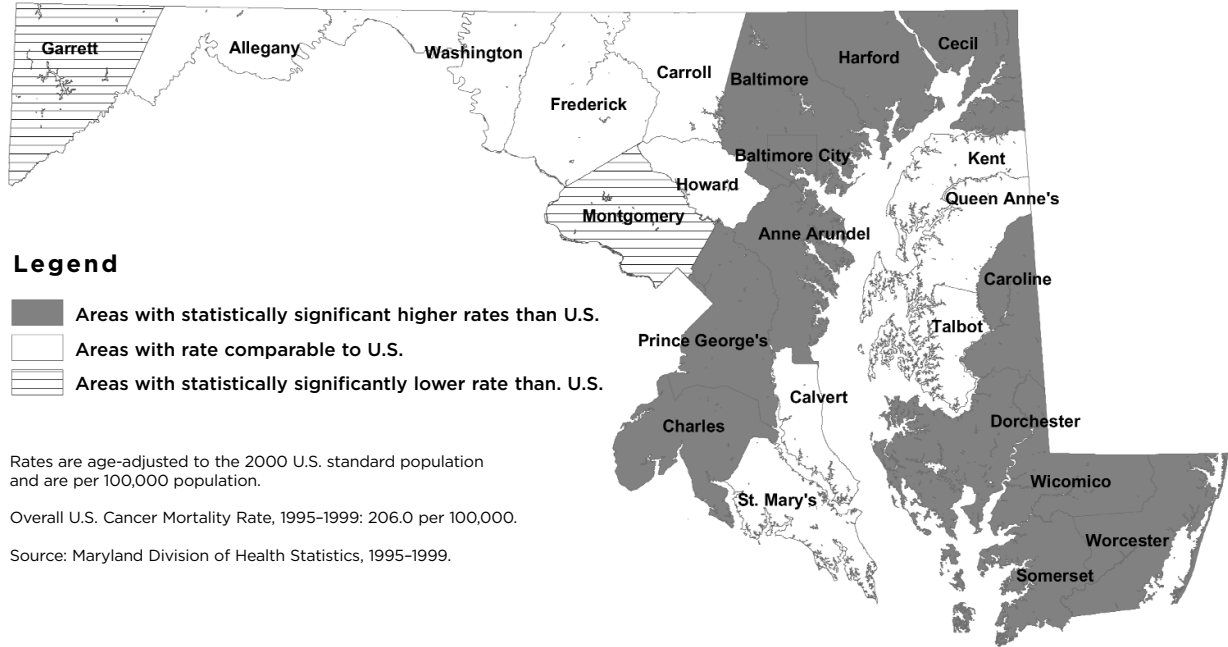 Garrett
Allegany
Washington
Frederick
Carroll
Baltimore
Harford
Cecil
Baltimore City
Howard
Montgomery
Kent
Queen Anne's
Anne Arundel
Caroline
Talbot
Prince George's
Calvert
Charles
Dorchester
St. Mary's
Wicomico
Worcester
Somerset
Legend
Areas with statistically significant higher rates than U.S.
Areas with rate comparable to U.S.
Areas with statistically significantly lower rate than. U.S.
Rates are age-adjusted to the 2000 U.S. standard population
and are per 100,000 population.
Overall U.S. Cancer Mortality Rate, 1995–1999: 206.0 per 100,000.
Source: Maryland Division of Health Statistics, 1995–1999.